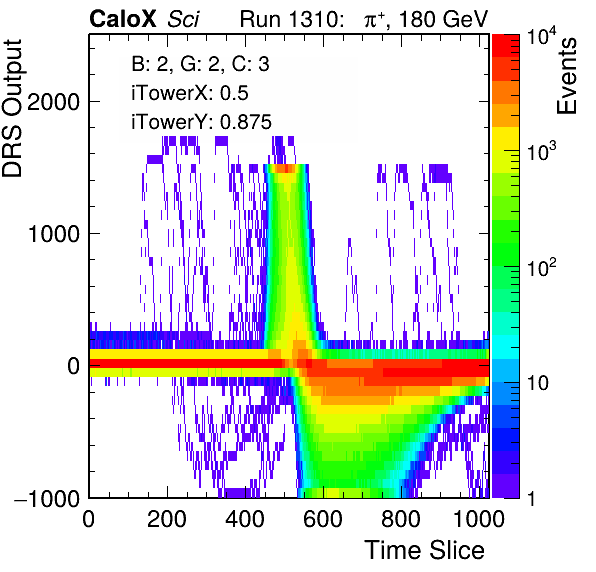 CaloX Sci Run 1310: π⁺, 180 GeV
B: 2, G: 2, C: 3
iTowerX: 0.5
iTowerY: 0.875
DRS Output
2000
1000
0
−1000
0 200 400 600 800 1000
Time Slice
Events
10⁴
10³
10²
10
1